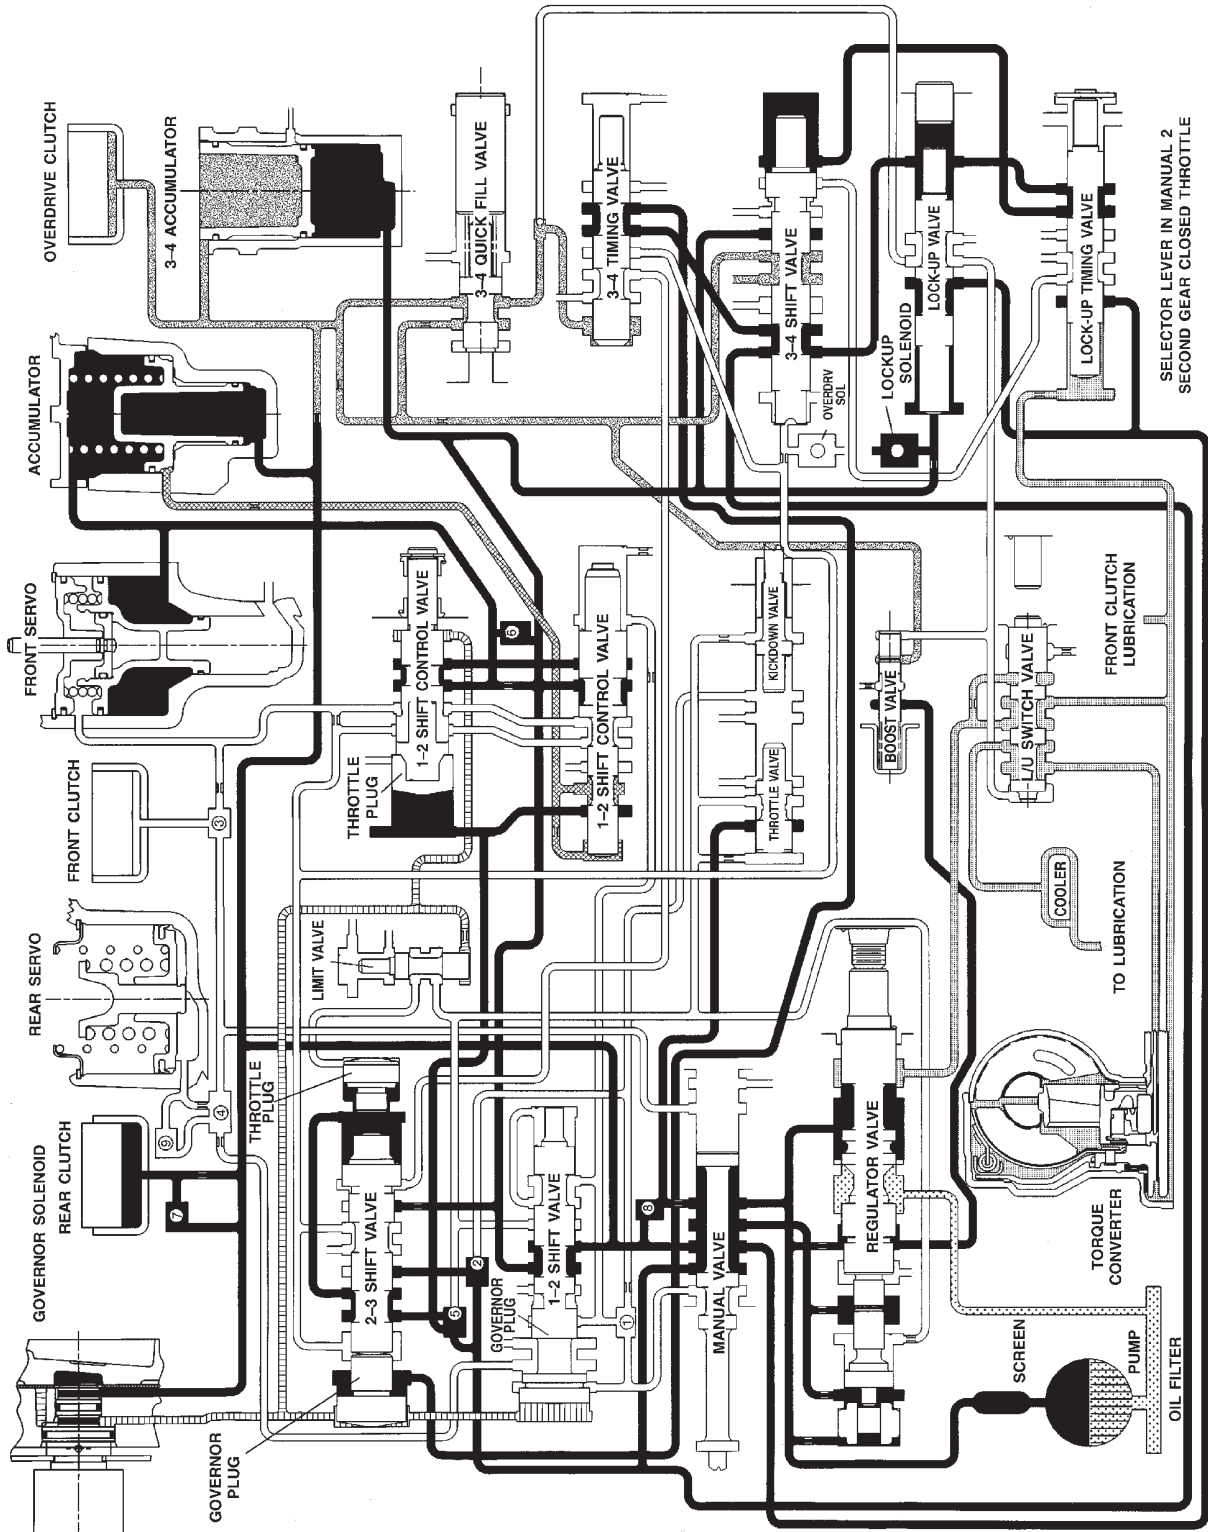 GOVERNOR SOLENOID
REAR CLUTCH
REAR SERVO
FRONT CLUTCH
FRONT SERVO
ACCUMULATOR
OVERDRIVE CLUTCH
3–4 ACCUMULATOR
7
9
4
3
GOVERNOR
PLUG
2–3 SHIFT VALVE
THROTTLE
PLUG
LIMIT VALVE
THROTTLE
PLUG
1–2 SHIFT CONTROL VALVE
6
3–4 QUICK FILL VALVE
5
2
GOVERNOR
PLUG
1–2 SHIFT VALVE
1
8
1–2 SHIFT CONTROL VALVE
3–4 TIMING VALVE
MANUAL VALVE
THROTTLE VALVE
KICKDOWN VALVE
3–4 SHIFT VALVE
OVERDRV
SOL
REGULATOR VALVE
BOOST VALVE
LOCKUP
SOLENOID
LOCK-UP VALVE
SCREEN
PUMP
OIL FILTER
TORQUE
CONVERTER
COOLER
TO LUBRICATION
L/U SWITCH VALVE
FRONT CLUTCH
LUBRICATION
LOCK-UP TIMING VALVE
SELECTOR LEVER IN MANUAL 2
SECOND GEAR CLOSED THROTTLE